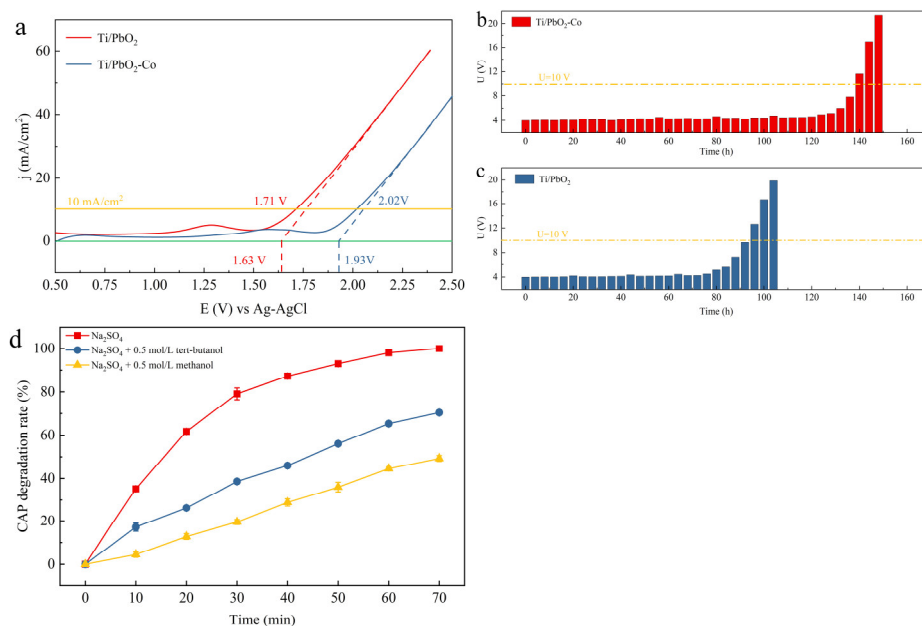 a
Ti/PbO₂
Ti/PbO₂-Co
j (mA/cm²)
60
40
20
0
10 mA/cm²
1.71 V
2.02V
1.63 V
1.93V
0.50 0.75 1.00 1.25 1.50 1.75 2.00 2.25 2.50
E (V) vs Ag-AgCl
b
Ti/PbO₂-Co
U (V)
20
16
12
8
4
U=10 V
0 20 40 60 80 100 120 140 160
Time (h)
c
Ti/PbO₂
U (V)
20
16
12
8
4
U=10 V
0 20 40 60 80 100 120 140 160
Time (h)
d
Na₂SO₄
Na₂SO₄ + 0.5 mol/L tert-butanol
Na₂SO₄ + 0.5 mol/L methanol
CAP degradation rate (%)
100
80
60
40
20
0
0 10 20 30 40 50 60 70
Time (min)